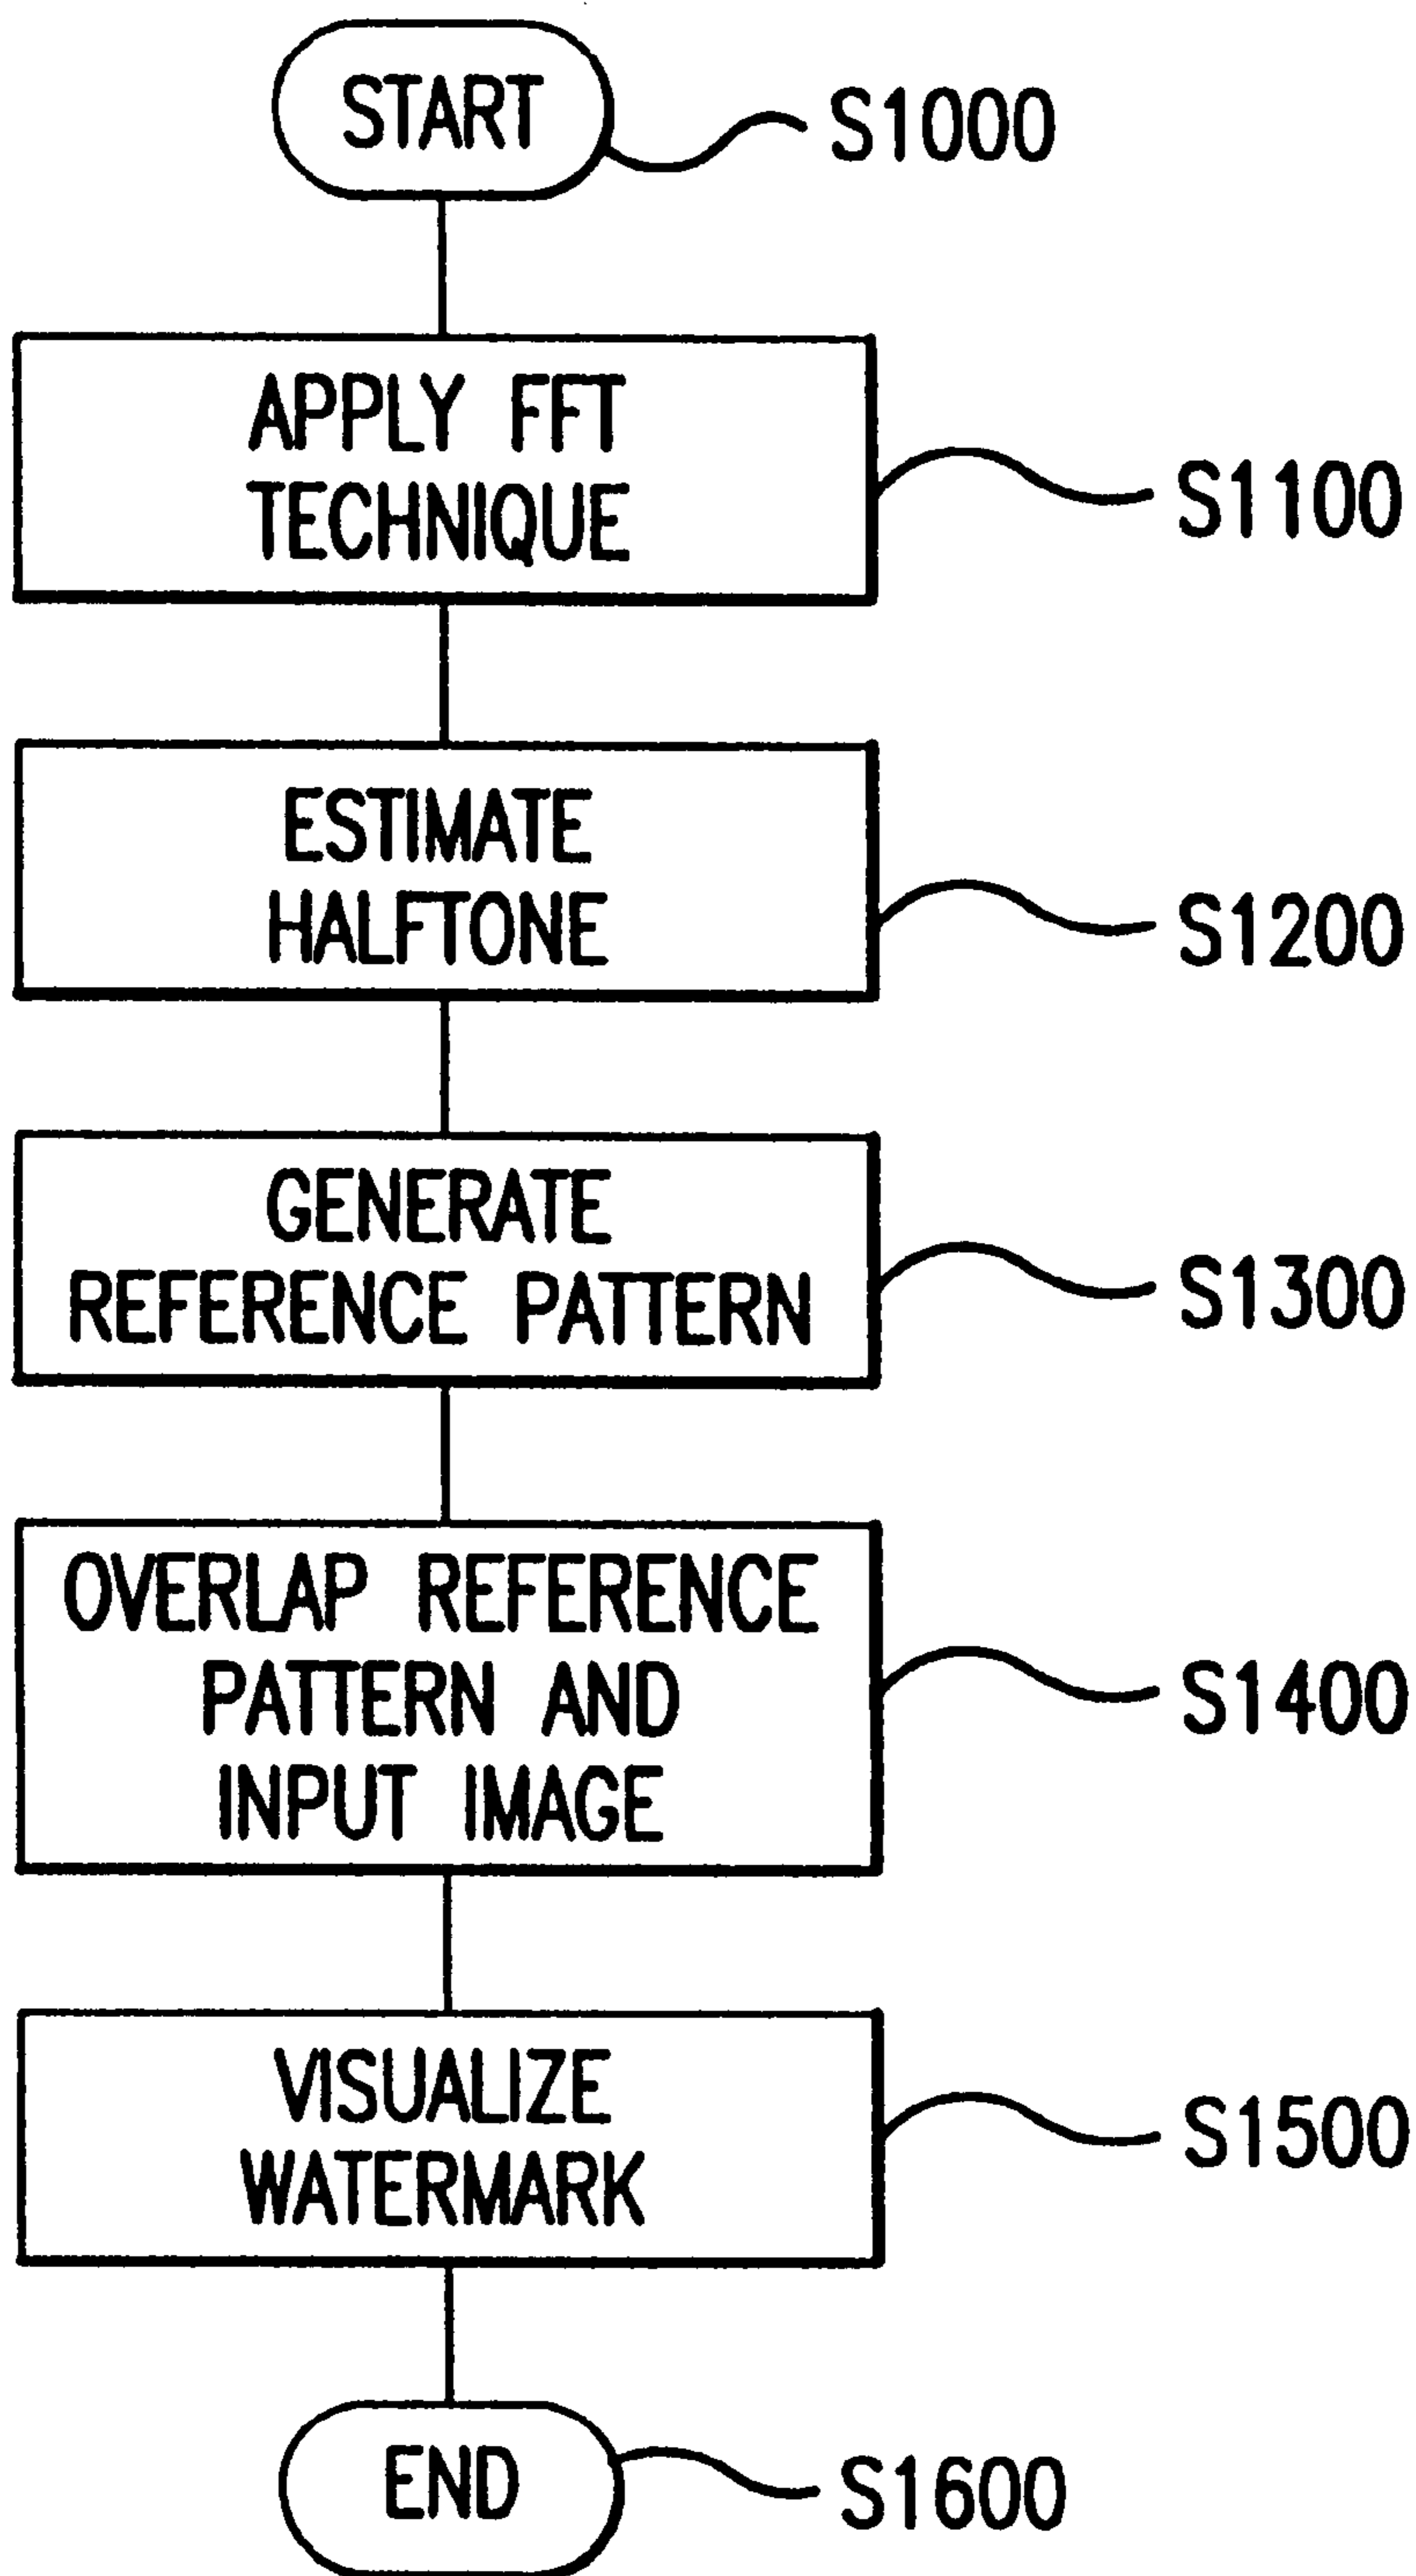 START
S1000
APPLY FFT
TECHNIQUE
S1100
ESTIMATE
HALFTONE
S1200
GENERATE
REFERENCE PATTERN
S1300
OVERLAP REFERENCE
PATTERN AND
INPUT IMAGE
S1400
VISUALIZE
WATERMARK
S1500
END
S1600